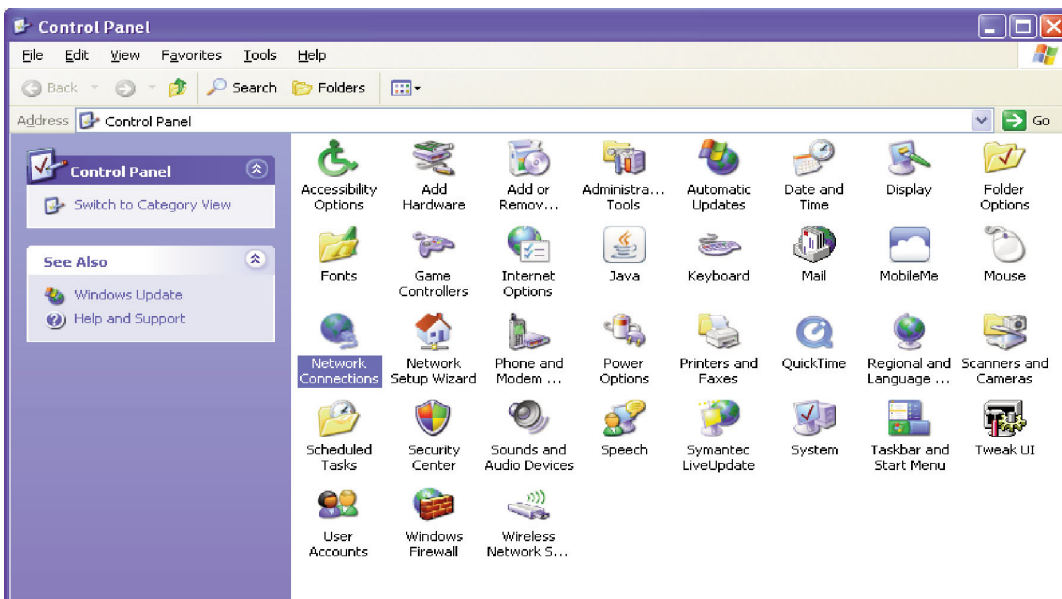 Control Panel
File Edit View Favorites Tools Help
Back Search Folders
Address Control Panel Go
Control Panel
Switch to Category View
See Also
Windows Update
Help and Support
Accessibility Add Add or Administra... Automatic Date and Display Folder
Options Hardware Remov... Tools Updates Time Options
Fonts Game Internet Java Keyboard Mail MobileMe Mouse
Controllers Options
Network Network Phone and Power Printers and QuickTime Regional and Scanners and
Connections Setup Wizard Modem ... Options Faxes Language ... Cameras
Scheduled Security Sounds and Speech Symantec System Taskbar and Tweak UI
Tasks Center Audio Devices LiveUpdate Start Menu
User Windows Wireless
Accounts Firewall Network S...